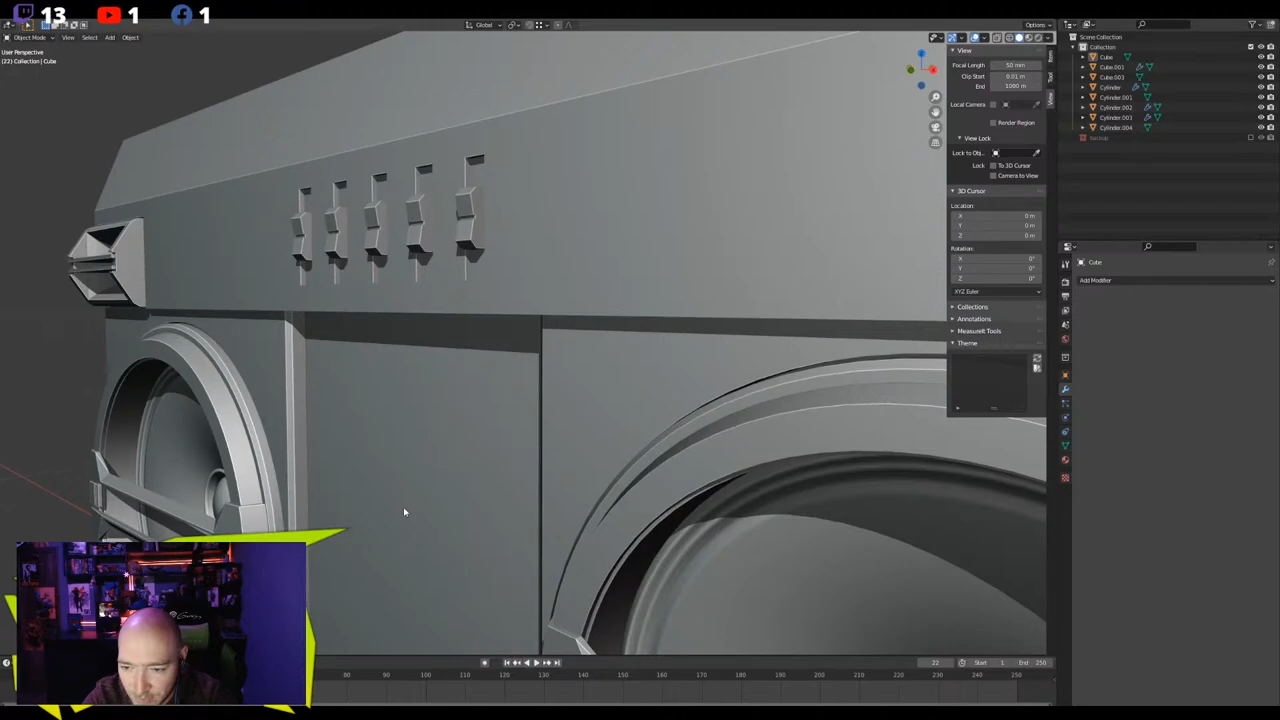 13
1
1
Global
Options
Object Mode
View
Select
Add
Object
User Perspective
(22) Collection | Cube
View
Focal Length
50 mm
Clip Start
0.01 m
End
1000 m
Local Camera
Render Region
View Lock
Lock to Obj...
Lock
To 3D Cursor
Camera to View
3D Cursor
Location:
X
0 m
Y
0 m
Z
0 m
Rotation:
X
0°
Y
0°
Z
0°
XYZ Euler
Collections
Annotations
MeasureIt Tools
Theme
Item
Tool
View
Scene Collection
Collection
Cube
Cube.001
Cube.003
Cylinder
Cylinder.001
Cylinder.002
Cylinder.003
Cylinder.004
Cube
Add Modifier
22
Start
1
End
250
80
90
100
110
120
130
140
150
160
170
180
190
200
210
220
230
240
250